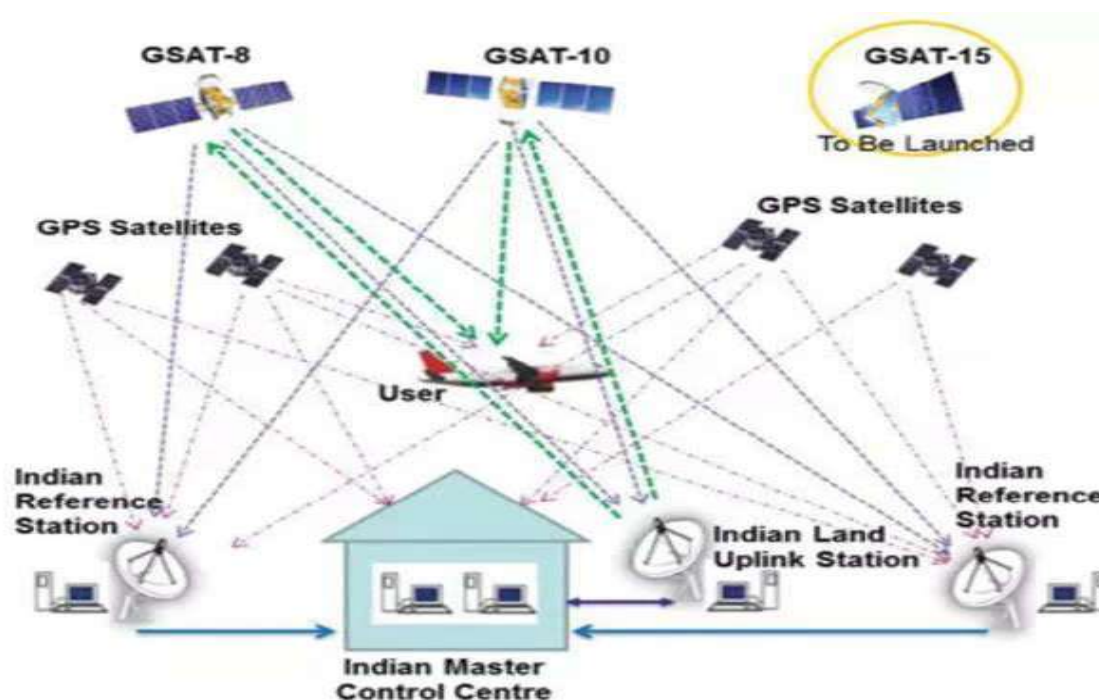 GSAT-8
GSAT-10
GSAT-15
To Be Launched
GPS Satellites
GPS Satellites
User
Indian
Reference
Station
Indian
Reference
Station
Indian Land
Uplink Station
Indian Master
Control Centre